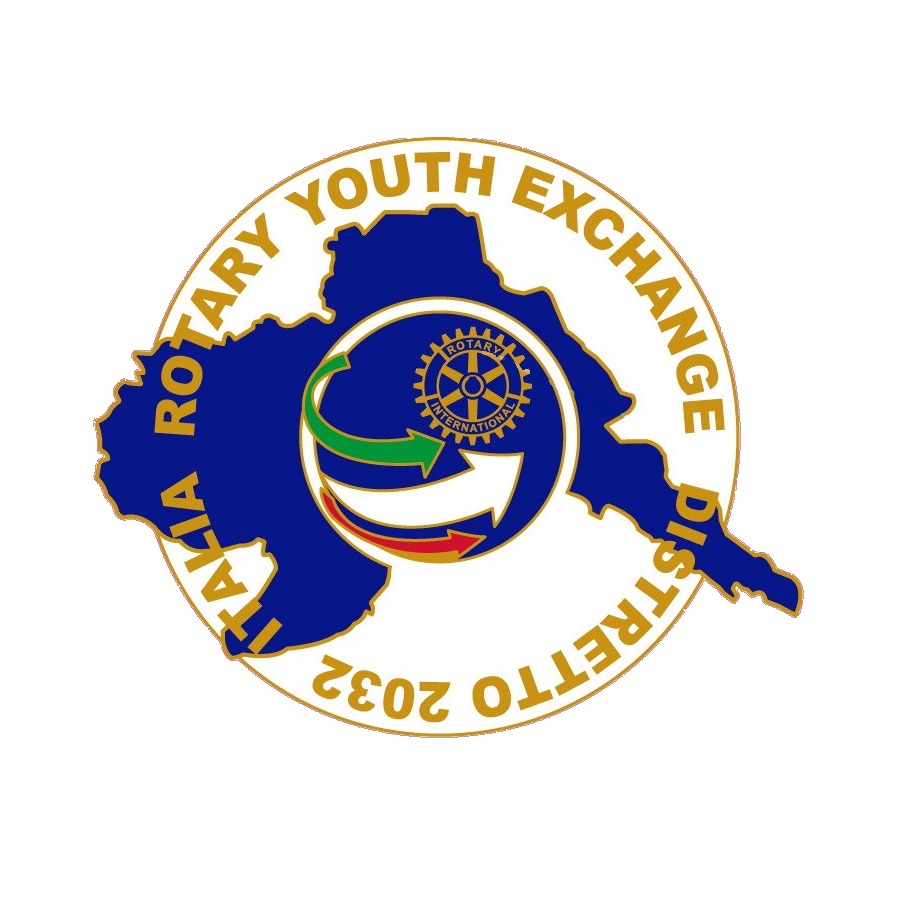 ROTARY YOUTH EXCHANGE
DISTRETTO 2032 ITALIA
ROTARY
INTERNATIONAL